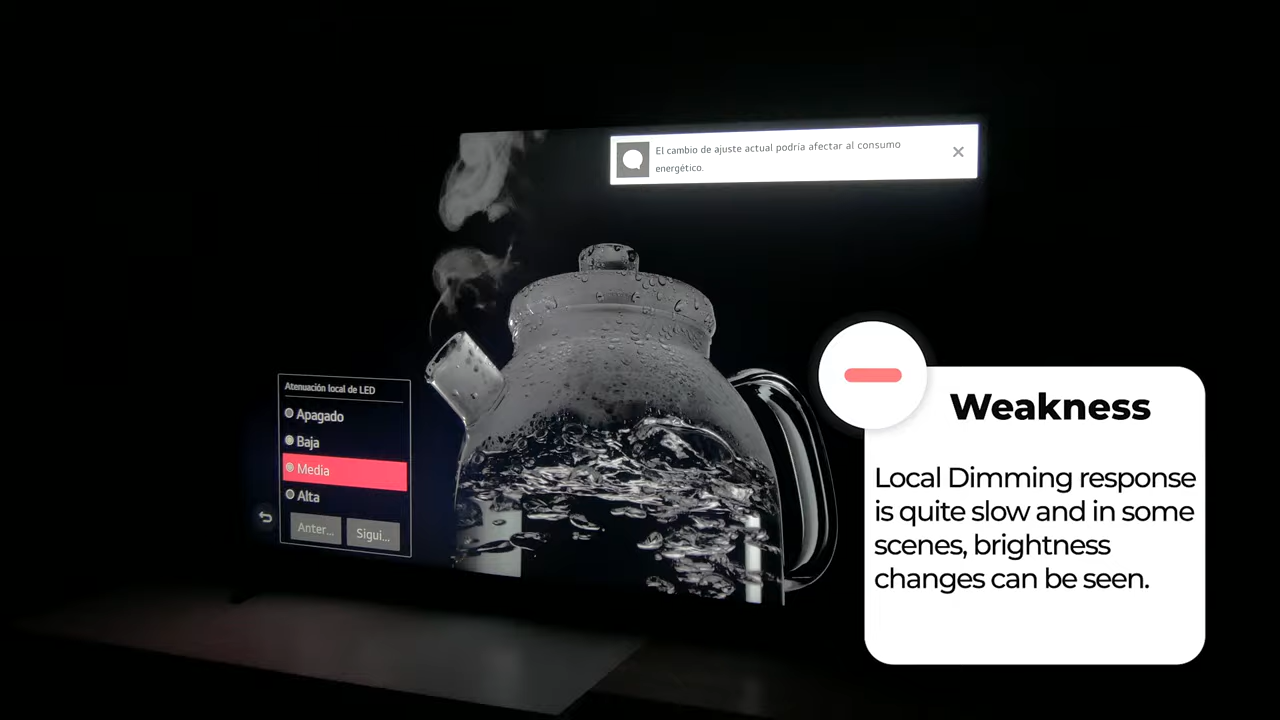 El cambio de ajuste actual podría afectar al consumo
energético.
Atenuación local de LED
Apagado
Baja
Media
Alta
Anter...
Sigui...
Weakness
Local Dimming response
is quite slow and in some
scenes, brightness
changes can be seen.